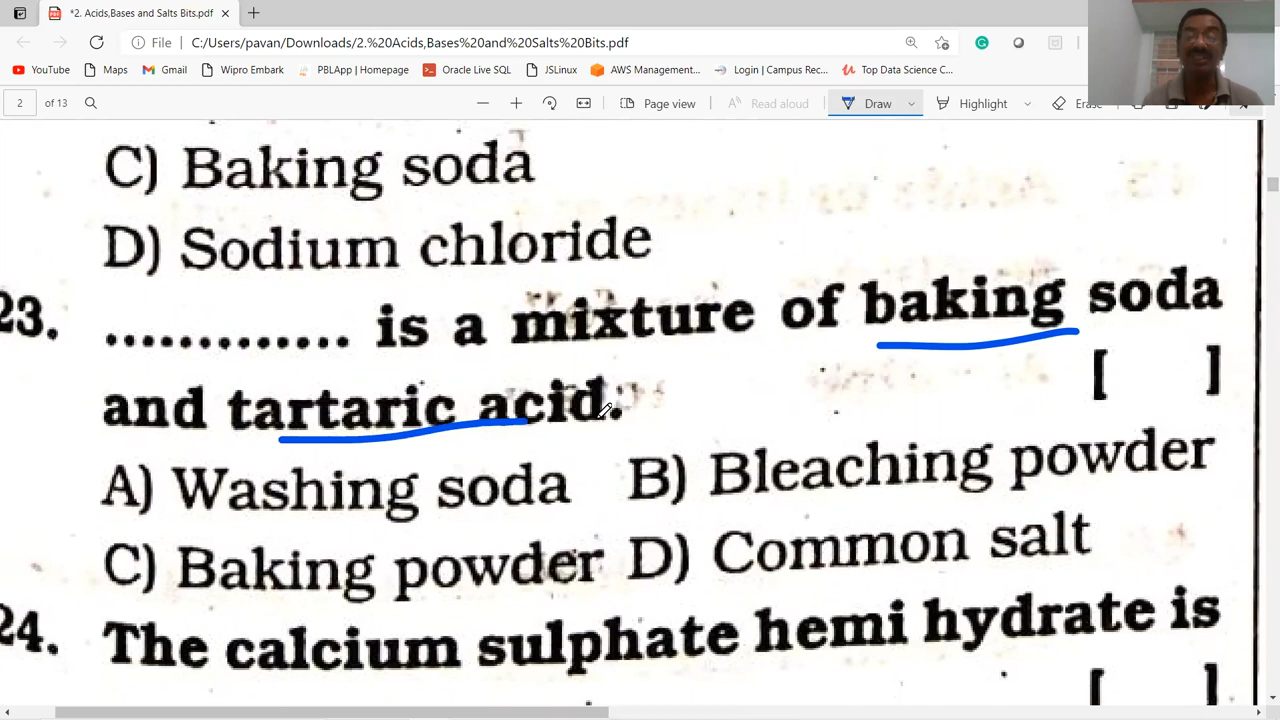 *2. Acids,Bases and Salts Bits.pdf
File C:/Users/pavan/Downloads/2.%20Acids,Bases%20and%20Salts%20Bits.pdf
YouTube Maps Gmail Wipro Embark PBLApp | Homepage Online SQL JSLinux AWS Management... Login | Campus Rec... Top Data Science C...
2 of 13 Page view Read aloud Draw Highlight Erase
C) Baking soda
D) Sodium chloride
23. ............. is a mixture of baking soda
and tartaric acid. [ ]
A) Washing soda B) Bleaching powder
C) Baking powder D) Common salt
24. The calcium sulphate hemi hydrate is
[ ]